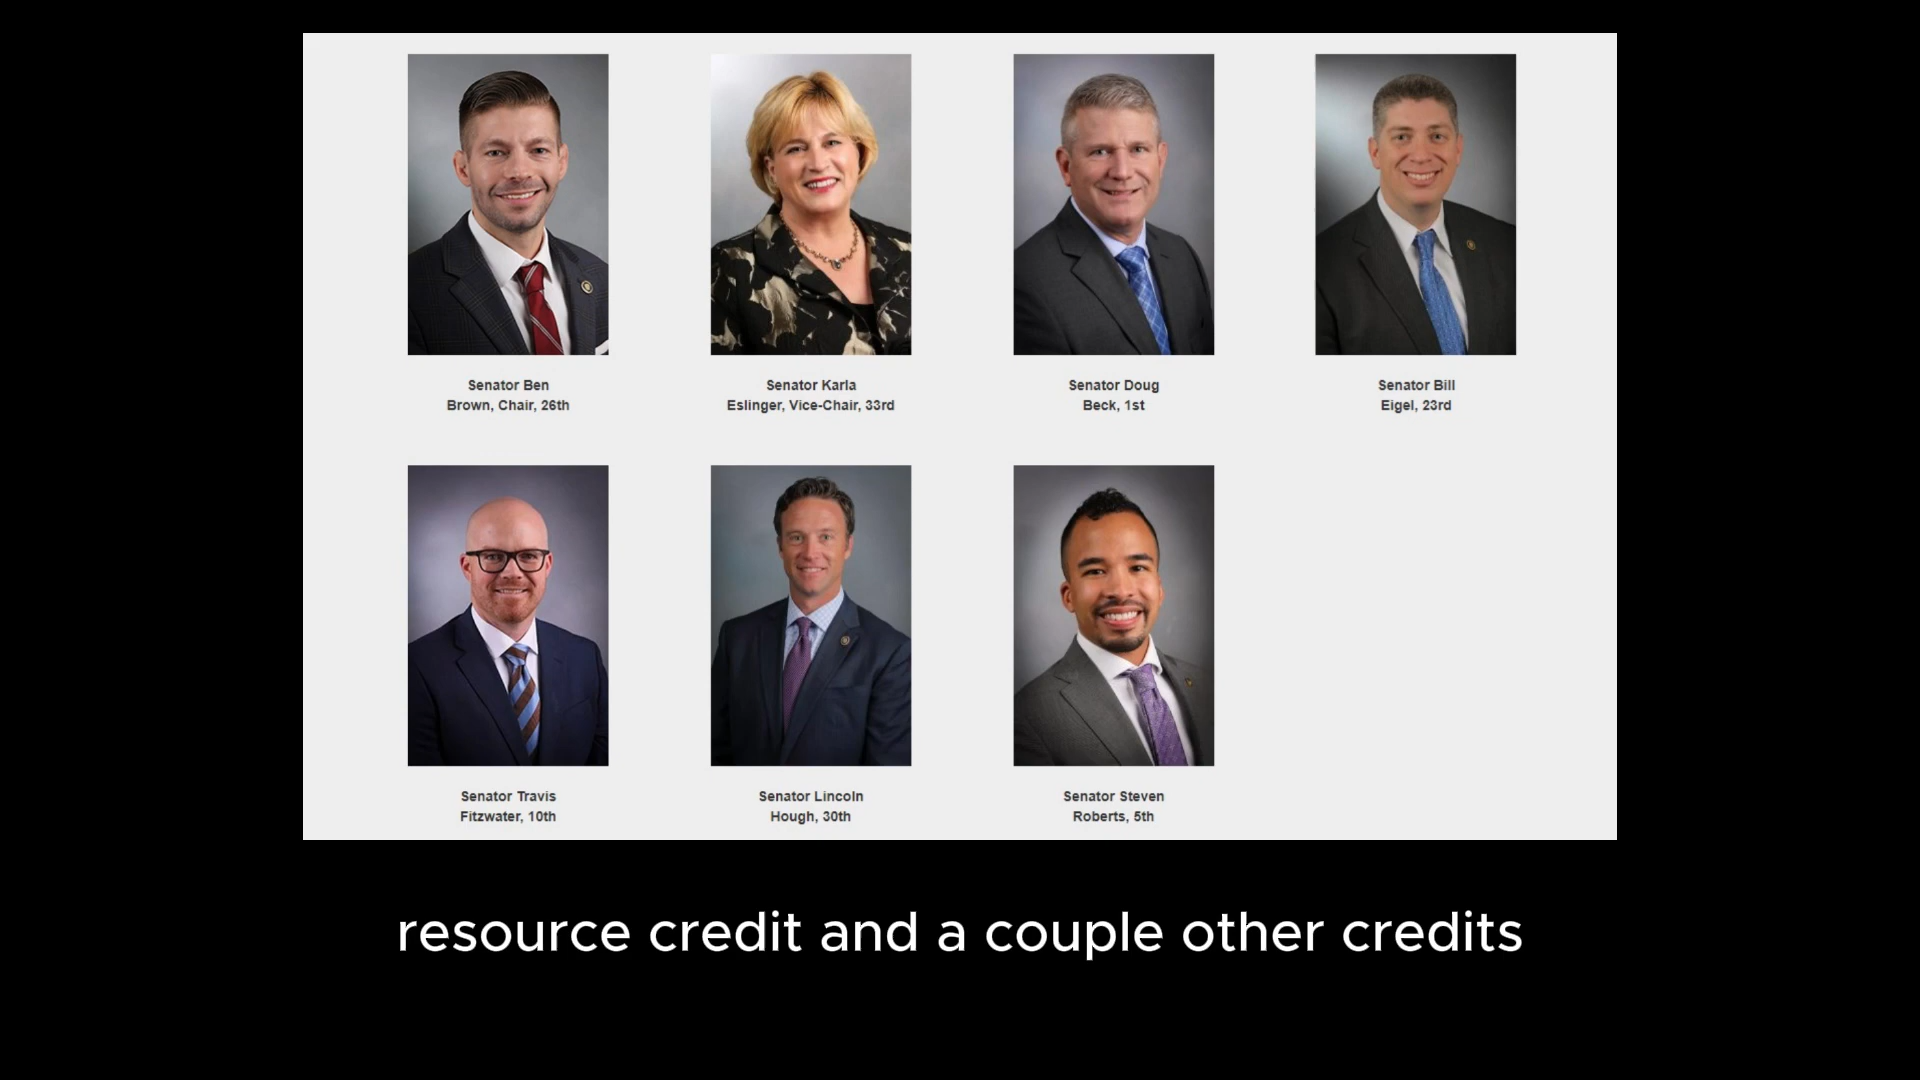 Senator Ben
Brown, Chair, 26th
Senator Karla
Eslinger, Vice-Chair, 33rd
Senator Doug
Beck, 1st
Senator Bill
Eigel, 23rd
Senator Travis
Fitzwater, 10th
Senator Lincoln
Hough, 30th
Senator Steven
Roberts, 5th
resource credit and a couple other credits